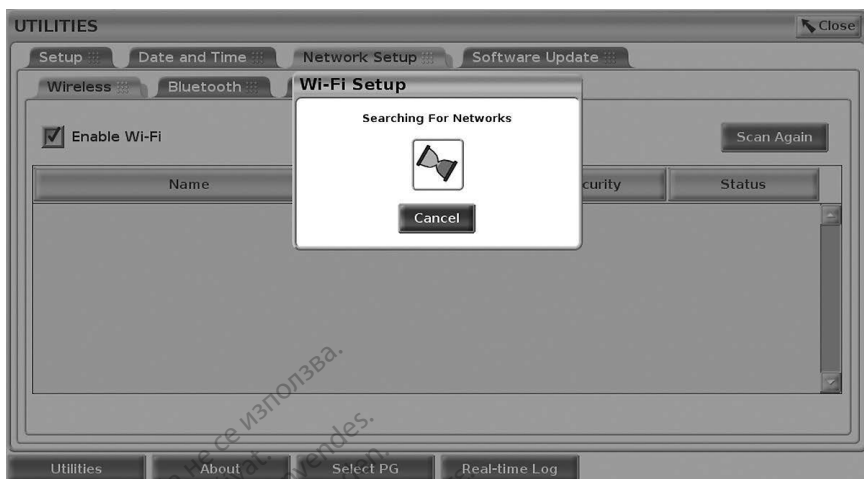 UTILITIES
Close
Setup Date and Time Network Setup Software Update
Wireless Bluetooth
Wi-Fi Setup
Searching For Networks
Cancel
Enable Wi-Fi
Scan Again
Name curity Status
не се използва.
Utilities About Select PG Real-time Log